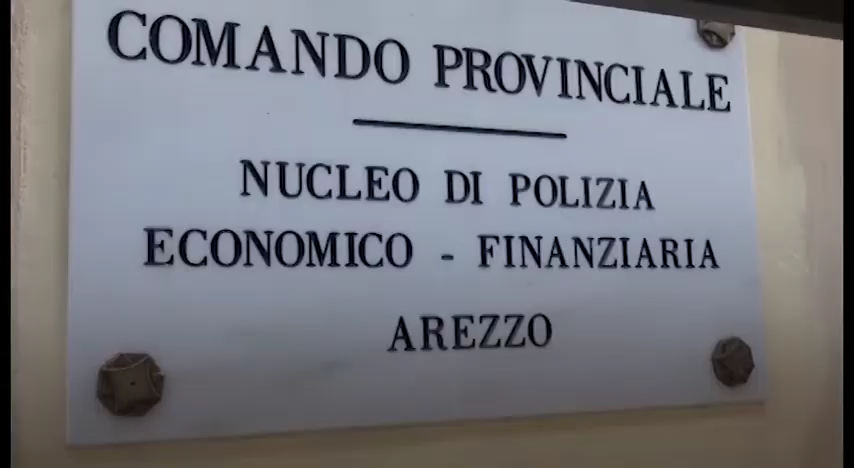 COMANDO PROVINCIALE
NUCLEO DI POLIZIA
ECONOMICO - FINANZIARIA
AREZZO